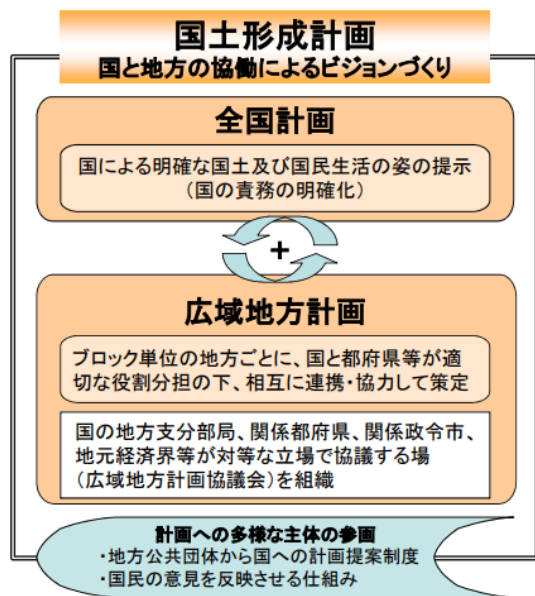 国土形成計画
国と地方の協働によるビジョンづくり
全国計画
国による明確な国土及び国民生活の姿の提示
（国の責務の明確化）
+
広域地方計画
ブロック単位の地方ごとに、国と都府県等が適
切な役割分担の下、相互に連携・協力して策定
国の地方支分部局、関係都府県、関係政令市、
地元経済界等が対等な立場で協議する場
（広域地方計画協議会）を組織
計画への多様な主体の参画
・地方公共団体から国への計画提案制度
・国民の意見を反映させる仕組み